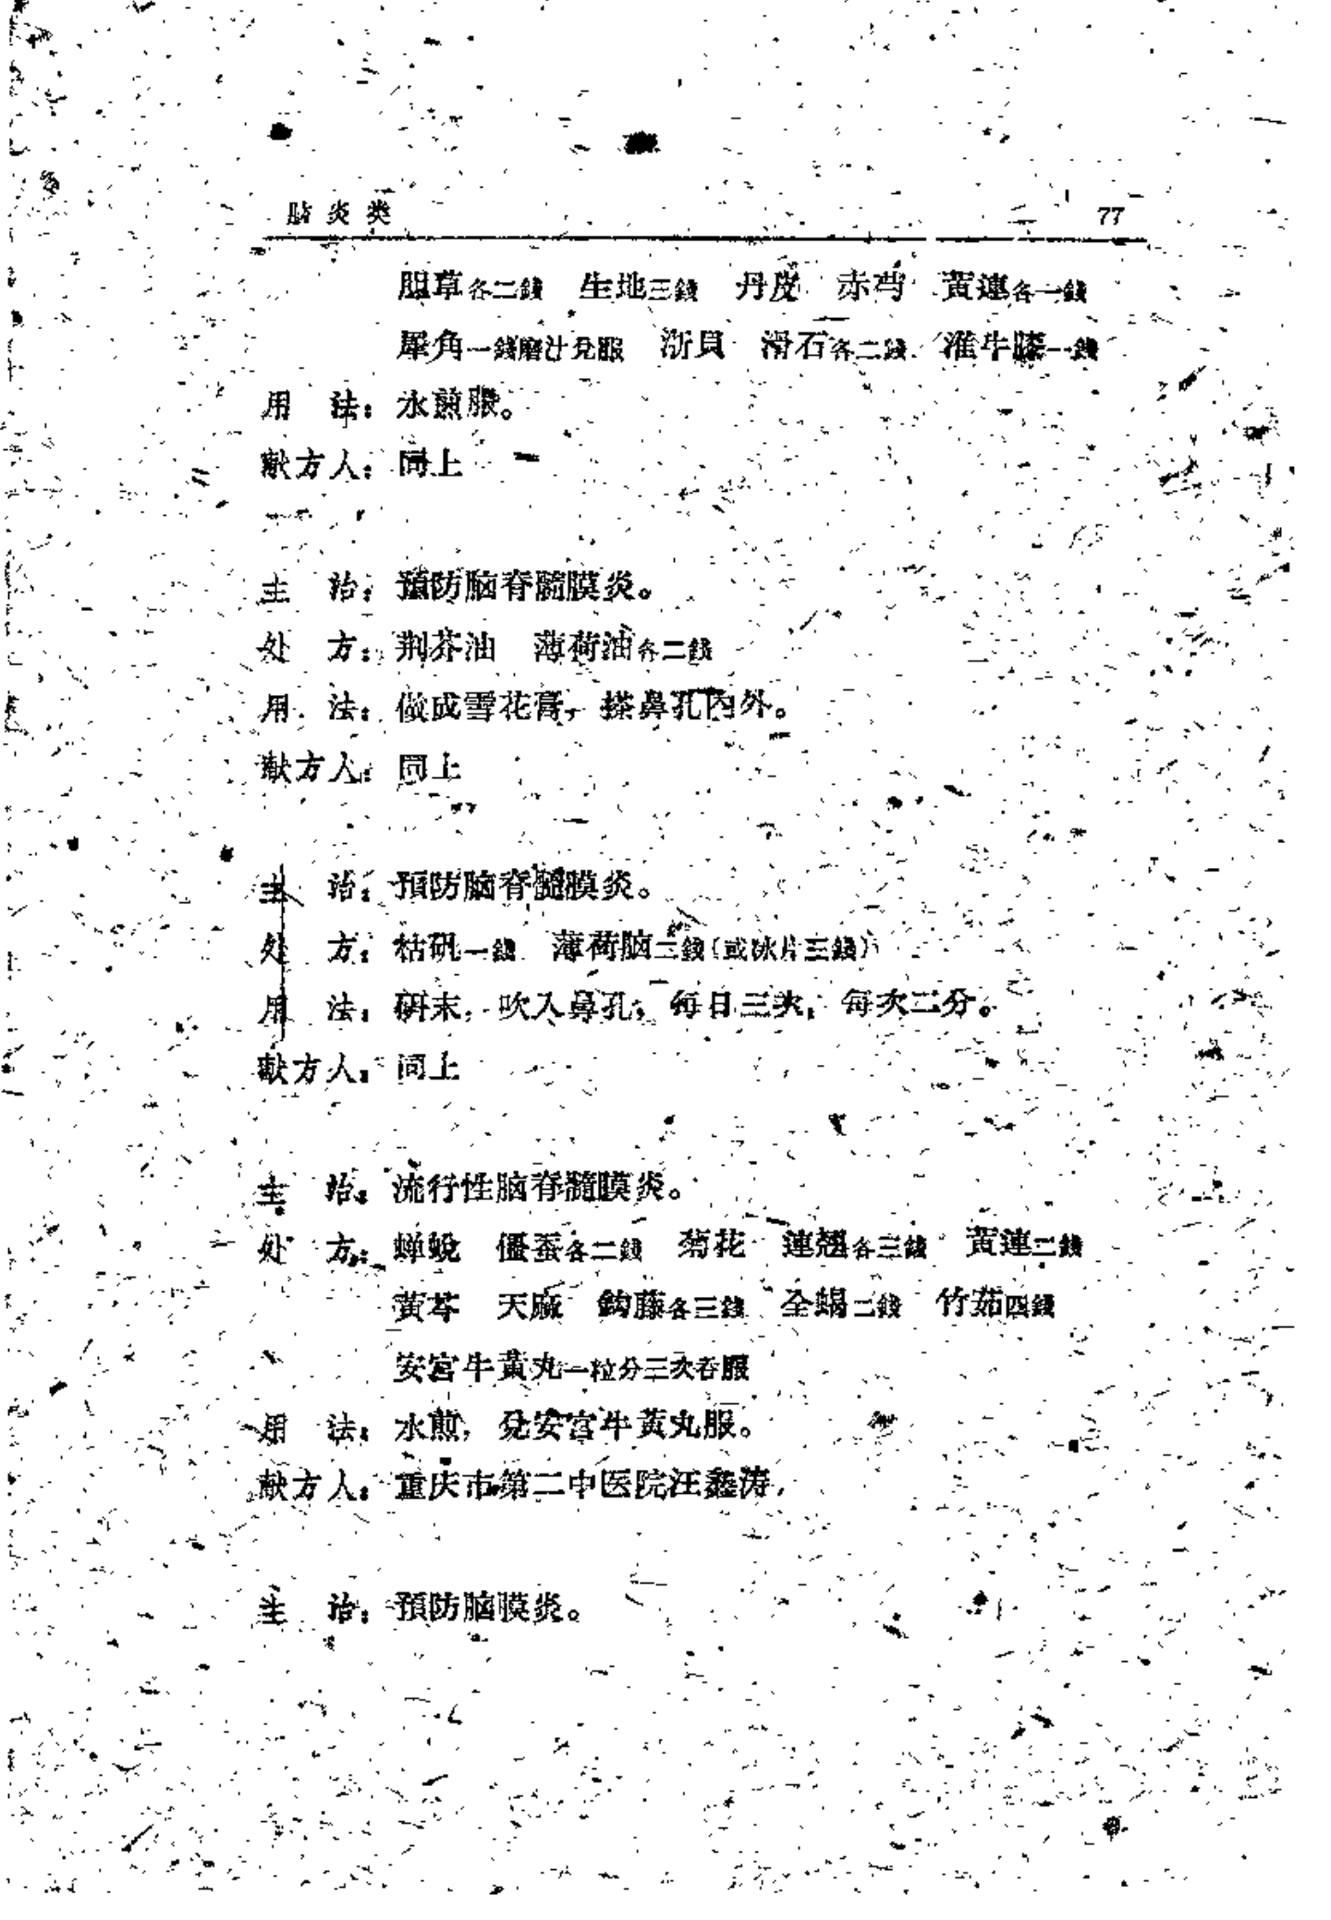 脑炎类 77
胆草各二錢 生地三錢 丹皮 赤芍 黃連各一錢
犀角一錢磨汁兌服 浙貝 滑石各二錢 淮牛膝一錢
用 法：水煎服。
献方人：同上
主 治：預防脑脊髓膜炎。
处 方：荆芥油 薄荷油各二錢
用 法：做成雪花膏，搽鼻孔內外。
献方人：同上
主 治：預防脑脊髓膜炎。
处 方：枯矾一錢 薄荷脑三錢（或冰片三錢）
用 法：研末，吹入鼻孔，每日三次，每次二分。
献方人：同上
主 治：流行性脑脊髓膜炎。
处 方：蝉蛻 僵蚕各二錢 菊花 連翘各三錢 黃連二錢
黃芩 天麻 鈎藤各三錢 全蝎二錢 竹茹四錢
安宮牛黃丸一粒分三次吞服
用 法：水煎，兌安宮牛黃丸服。
献方人：重庆市第二中医院汪鑫涛
主 治：預防脑膜炎。